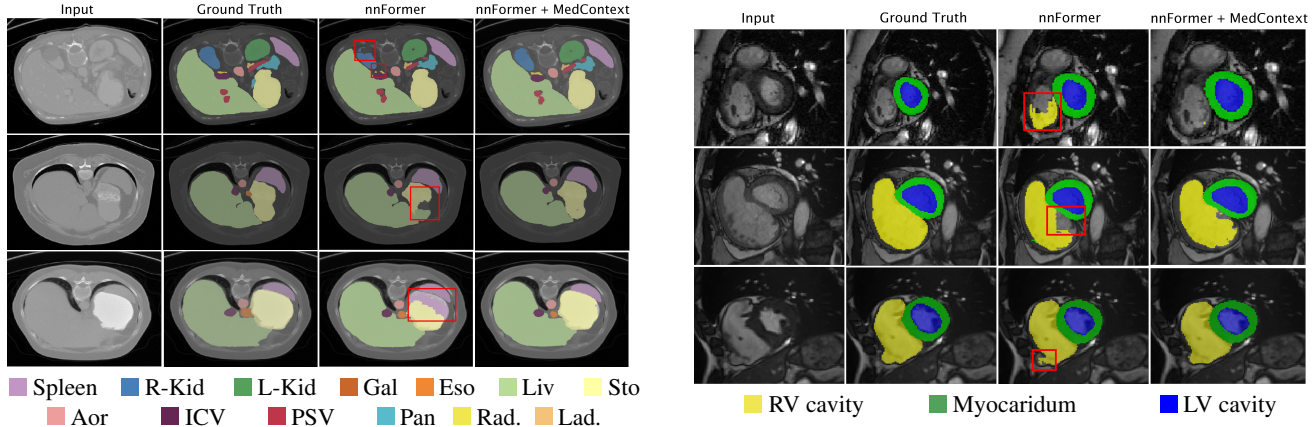 Input Ground Truth nnFormer nnFormer + MedContext
Spleen R-Kid L-Kid Gal Eso Liv Sto
Aor ICV PSV Pan Rad. Lad.
Input Ground Truth nnFormer nnFormer + MedContext
RV cavity Myocaridum LV cavity